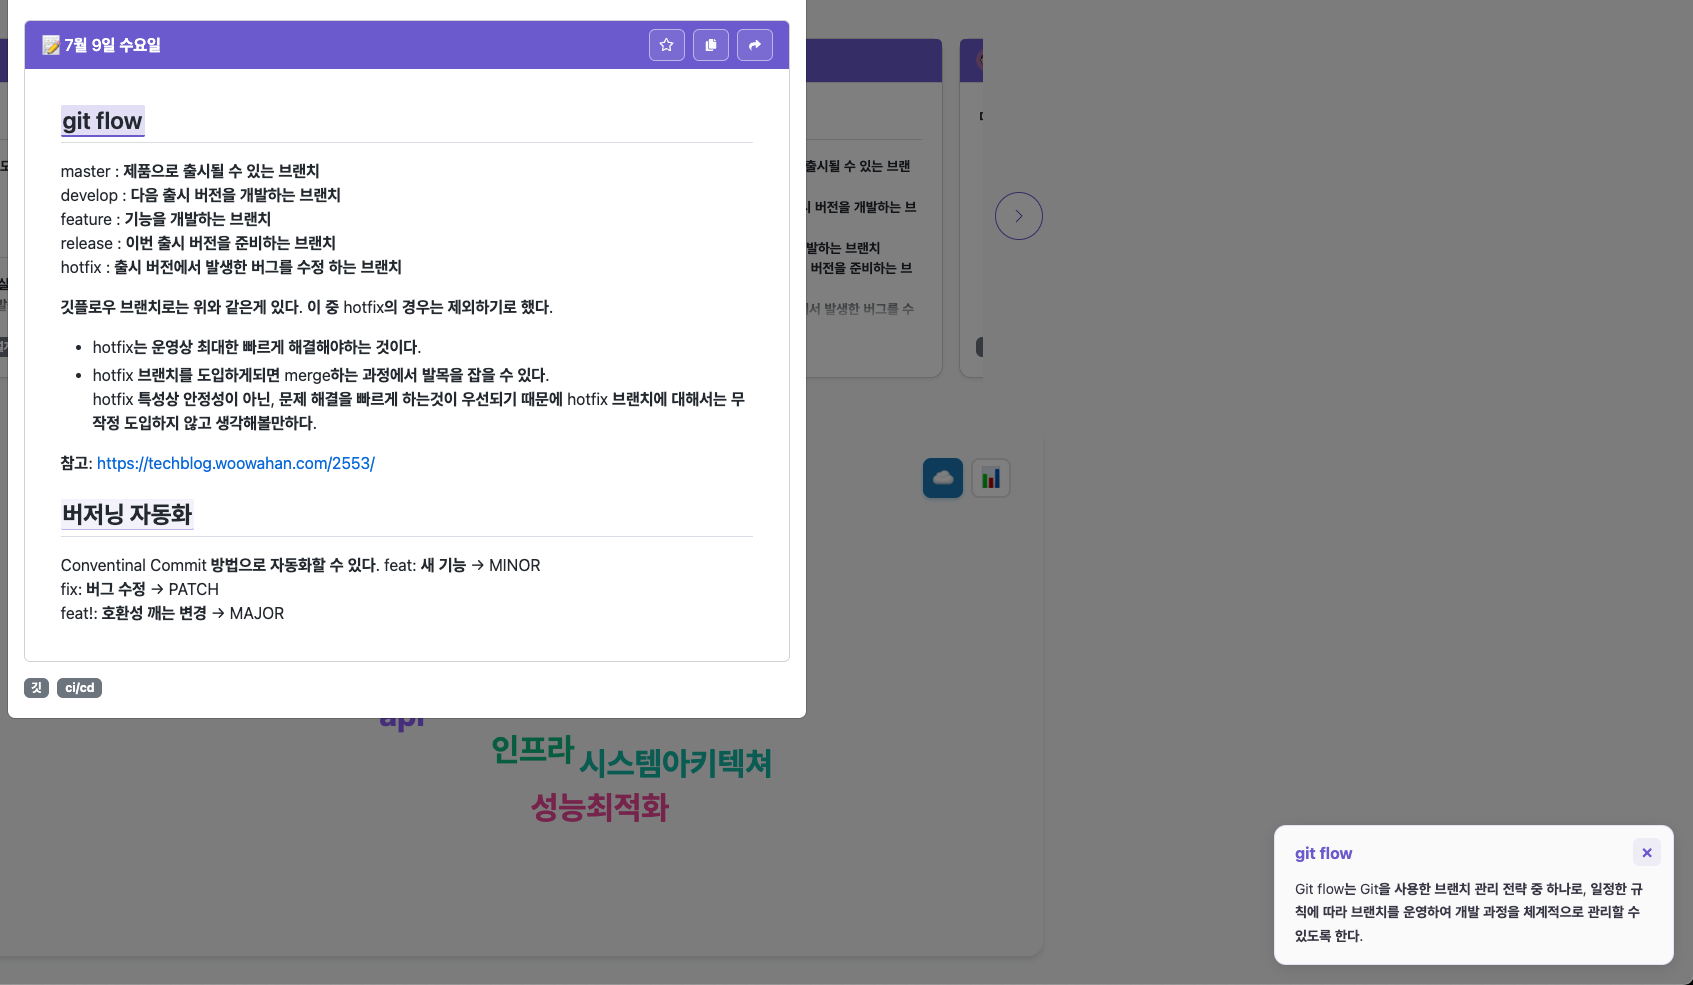 📝 7월 9일 수요일
git flow
master : 제품으로 출시될 수 있는 브랜치
develop : 다음 출시 버전을 개발하는 브랜치
feature : 기능을 개발하는 브랜치
release : 이번 출시 버전을 준비하는 브랜치
hotfix : 출시 버전에서 발생한 버그를 수정 하는 브랜치
깃플로우 브랜치로는 위와 같은게 있다. 이 중 hotfix의 경우는 제외하기로 했다.
• hotfix는 운영상 최대한 빠르게 해결해야하는 것이다.
• hotfix 브랜치를 도입하게되면 merge하는 과정에서 발목을 잡을 수 있다.
hotfix 특성상 안정성이 아닌, 문제 해결을 빠르게 하는것이 우선되기 때문에 hotfix 브랜치에 대해서는 무
작정 도입하지 않고 생각해볼만하다.
참고: https://techblog.woowahan.com/2553/
버저닝 자동화
Conventinal Commit 방법으로 자동화할 수 있다. feat: 새 기능 → MINOR
fix: 버그 수정 → PATCH
feat!: 호환성 깨는 변경 → MAJOR
깃 ci/cd
출시될 수 있는 브랜
버전을 개발하는 브
발하는 브랜치
버전을 준비하는 브
서 발생한 버그를 수
api
인프라
시스템아키텍쳐
성능최적화
git flow
Git flow는 Git을 사용한 브랜치 관리 전략 중 하나로, 일정한 규
칙에 따라 브랜치를 운영하여 개발 과정을 체계적으로 관리할 수
있도록 한다.